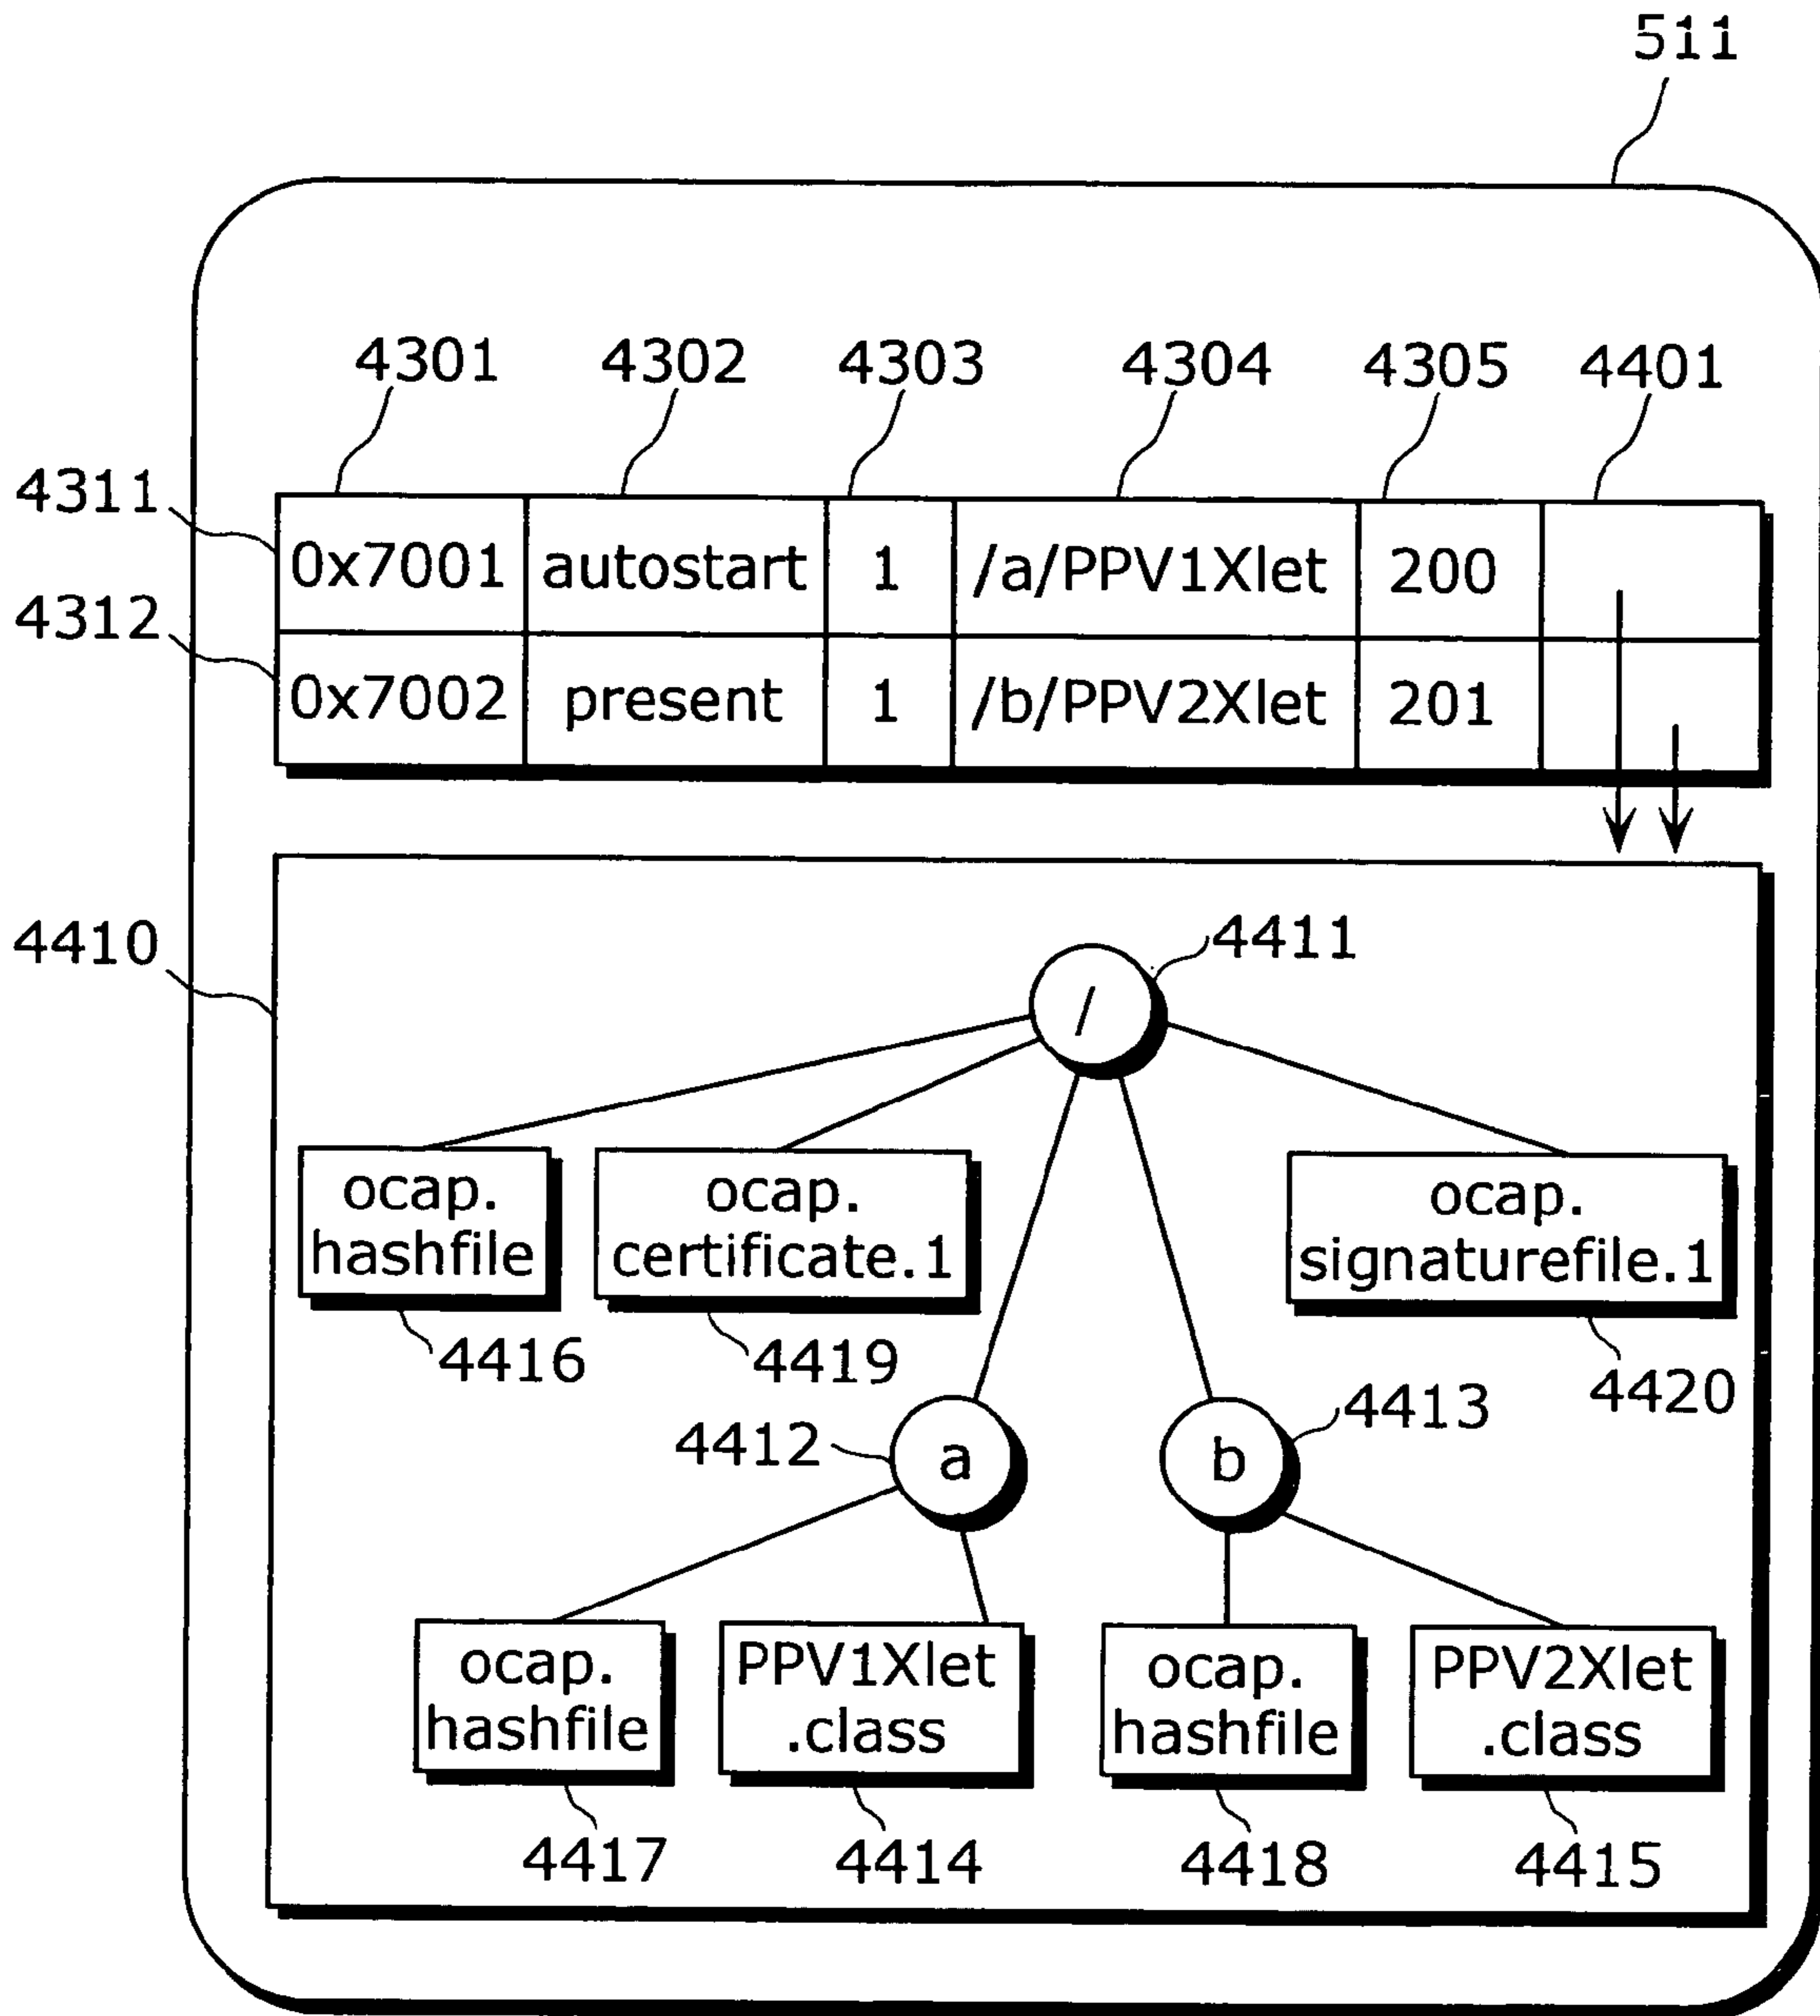 511
4301 4302 4303 4304 4305 4401
4311
0x7001 autostart 1 /a/PPV1Xlet 200
4312
0x7002 present 1 /b/PPV2Xlet 201
4410
4411
/
ocap.
hashfile
ocap.
certificate.1
ocap.
signaturefile.1
4416
4419
4420
4412
a
b
4413
ocap.
hashfile
PPV1Xlet
.class
ocap.
hashfile
PPV2Xlet
.class
4417
4414
4418
4415